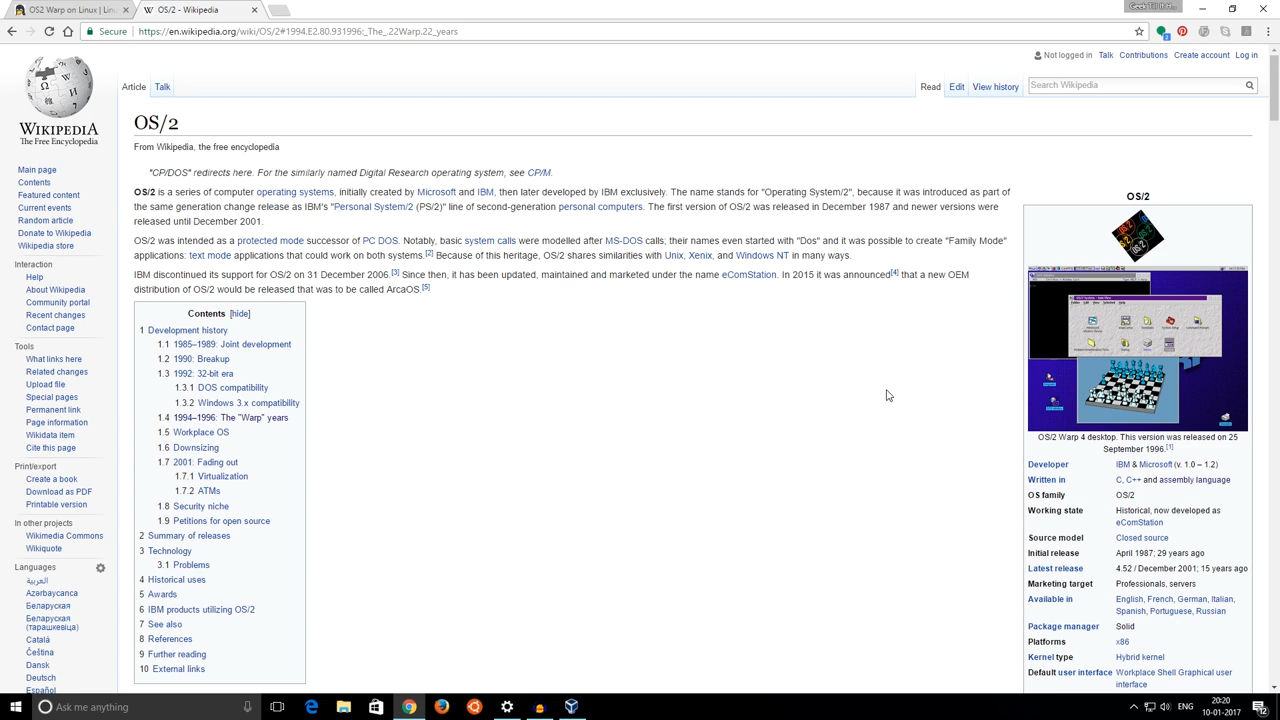 OS2 Warp on Linux | Linu
OS/2 - Wikipedia
Geek Till It H
Secure
https://en.wikipedia.org/wiki/OS/2#1994.E2.80.931996:_The_.22Warp.22_years
Not logged in Talk Contributions Create account Log in
Article Talk
Read Edit View history
Search Wikipedia
WIKIPEDIA
The Free Encyclopedia
Main page
Contents
Featured content
Current events
Random article
Donate to Wikipedia
Wikipedia store
Interaction
Help
About Wikipedia
Community portal
Recent changes
Contact page
Tools
What links here
Related changes
Upload file
Special pages
Permanent link
Page information
Wikidata item
Cite this page
Print/export
Create a book
Download as PDF
Printable version
In other projects
Wikimedia Commons
Wikiquote
Languages
العربية
Azərbaycanca
Беларуская
Беларуская
(тарашкевіца)
Català
Čeština
Dansk
Deutsch
Español
OS/2
From Wikipedia, the free encyclopedia
"CP/DOS" redirects here. For the similarly named Digital Research operating system, see CP/M.
OS/2 is a series of computer operating systems, initially created by Microsoft and IBM, then later developed by IBM exclusively. The name stands for "Operating System/2", because it was introduced as part of
the same generation change release as IBM's "Personal System/2 (PS/2)" line of second-generation personal computers. The first version of OS/2 was released in December 1987 and newer versions were
released until December 2001.
OS/2 was intended as a protected mode successor of PC DOS. Notably, basic system calls were modelled after MS-DOS calls; their names even started with "Dos" and it was possible to create "Family Mode"
applications: text mode applications that could work on both systems.[2] Because of this heritage, OS/2 shares similarities with Unix, Xenix, and Windows NT in many ways.
IBM discontinued its support for OS/2 on 31 December 2006.[3] Since then, it has been updated, maintained and marketed under the name eComStation. In 2015 it was announced[4] that a new OEM
distribution of OS/2 would be released that was to be called ArcaOS.[5]
Contents [hide]
1 Development history
1.1 1985–1989: Joint development
1.2 1990: Breakup
1.3 1992: 32-bit era
1.3.1 DOS compatibility
1.3.2 Windows 3.x compatibility
1.4 1994–1996: The "Warp" years
1.5 Workplace OS
1.6 Downsizing
1.7 2001: Fading out
1.7.1 Virtualization
1.7.2 ATMs
1.8 Security niche
1.9 Petitions for open source
2 Summary of releases
3 Technology
3.1 Problems
4 Historical uses
5 Awards
6 IBM products utilizing OS/2
7 See also
8 References
9 Further reading
10 External links
OS/2
OS/2 Warp 4 desktop. This version was released on 25
September 1996.[1]
Developer IBM & Microsoft (v. 1.0 – 1.2)
Written in C, C++ and assembly language
OS family OS/2
Working state Historical, now developed as
eComStation
Source model Closed source
Initial release April 1987; 29 years ago
Latest release 4.52 / December 2001; 15 years ago
Marketing target Professionals, servers
Available in English, French, German, Italian,
Spanish, Portuguese, Russian
Package manager Solid
Platforms x86
Kernel type Hybrid kernel
Default user interface Workplace Shell Graphical user
interface
Ask me anything
ENG
20:20
10-01-2017